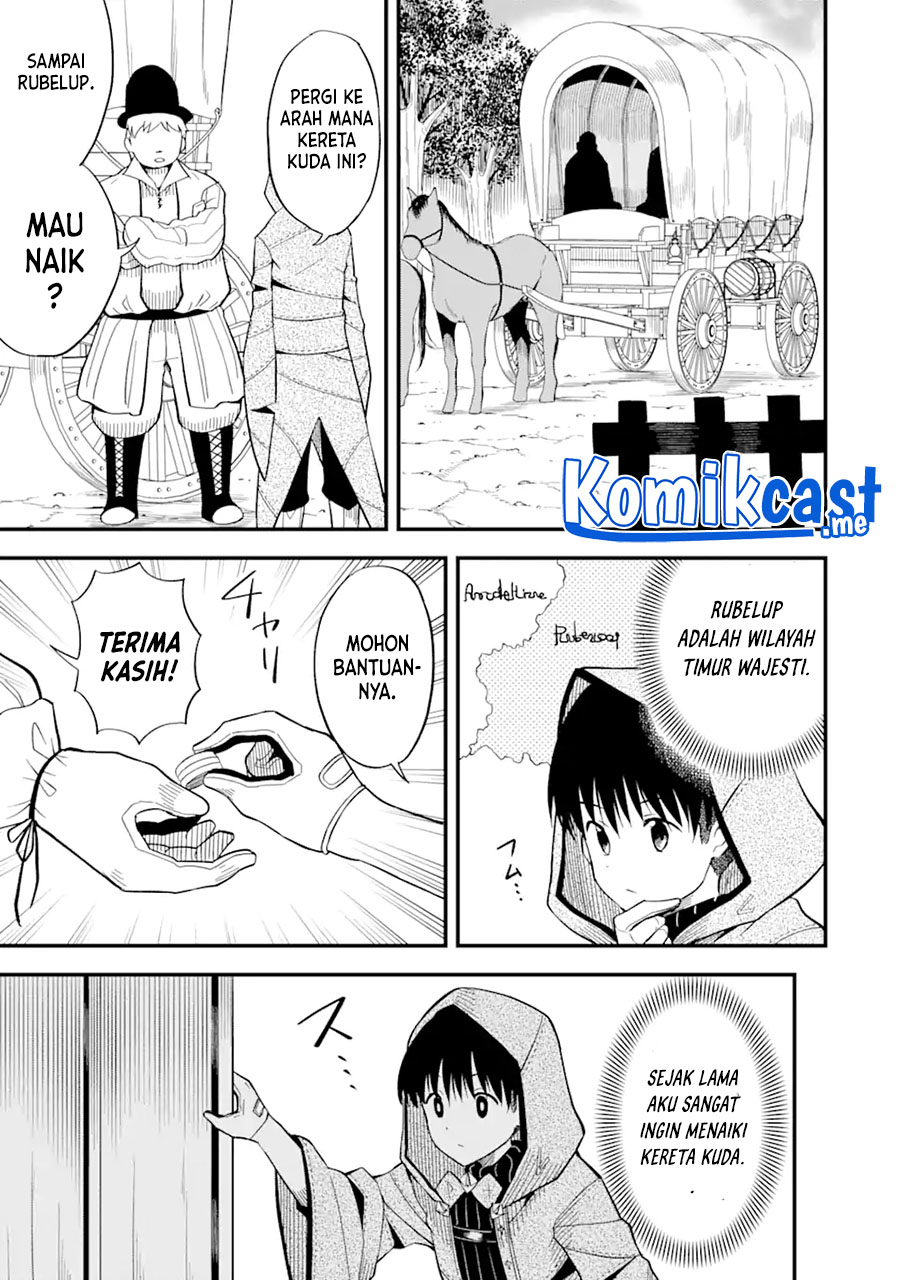 PERGI KE
ARAH MANA
KERETA
KUDA INI?
SAMPAI
RUBELUP.
MAU
NAIK
?
Komikcast
.me
RUBELUP
ADALAH WILAYAH
TIMUR WAJESTI.
フム…
MOHON
BANTUAN-
NYA.
チャリ
TERIMA
KASIH!
SEJAK LAMA
AKU SANGAT
INGIN MENAIKI
KERETA KUDA.